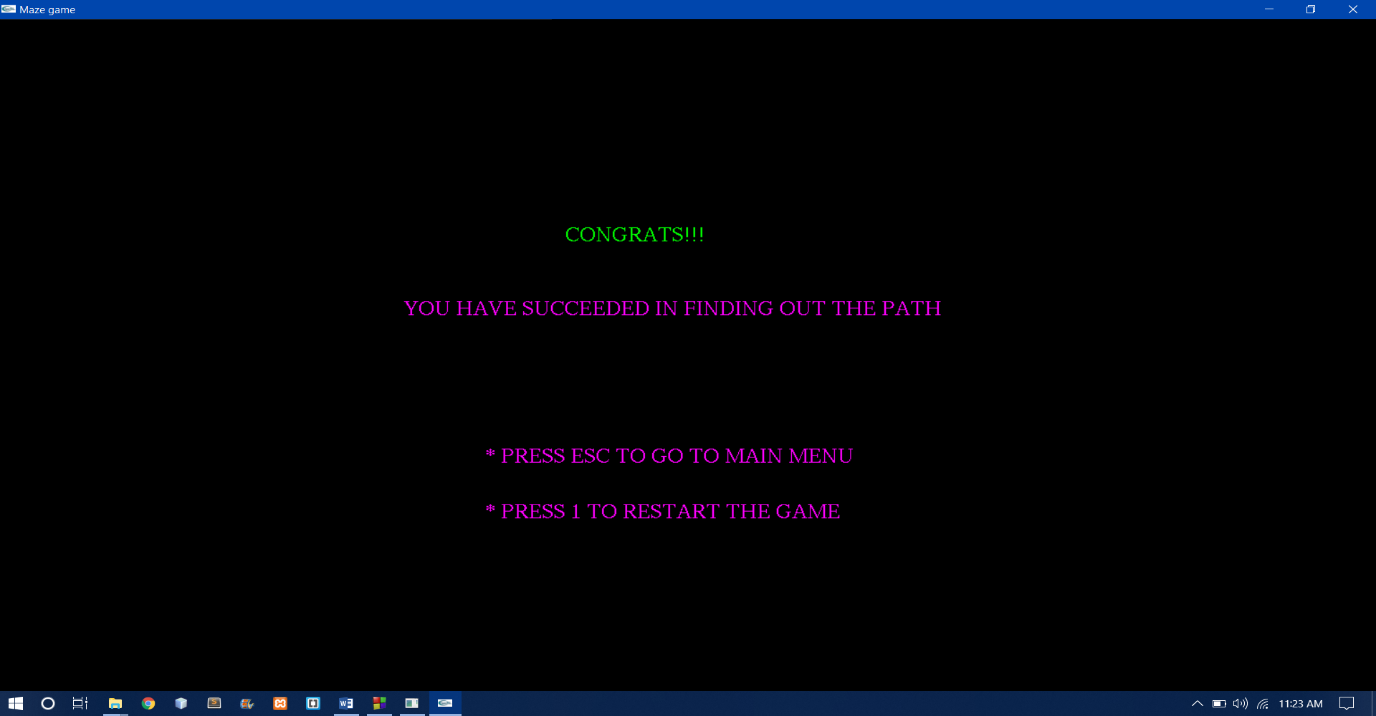 Maze game
CONGRATS!!!
YOU HAVE SUCCEEDED IN FINDING OUT THE PATH
* PRESS ESC TO GO TO MAIN MENU
* PRESS 1 TO RESTART THE GAME
11:23 AM